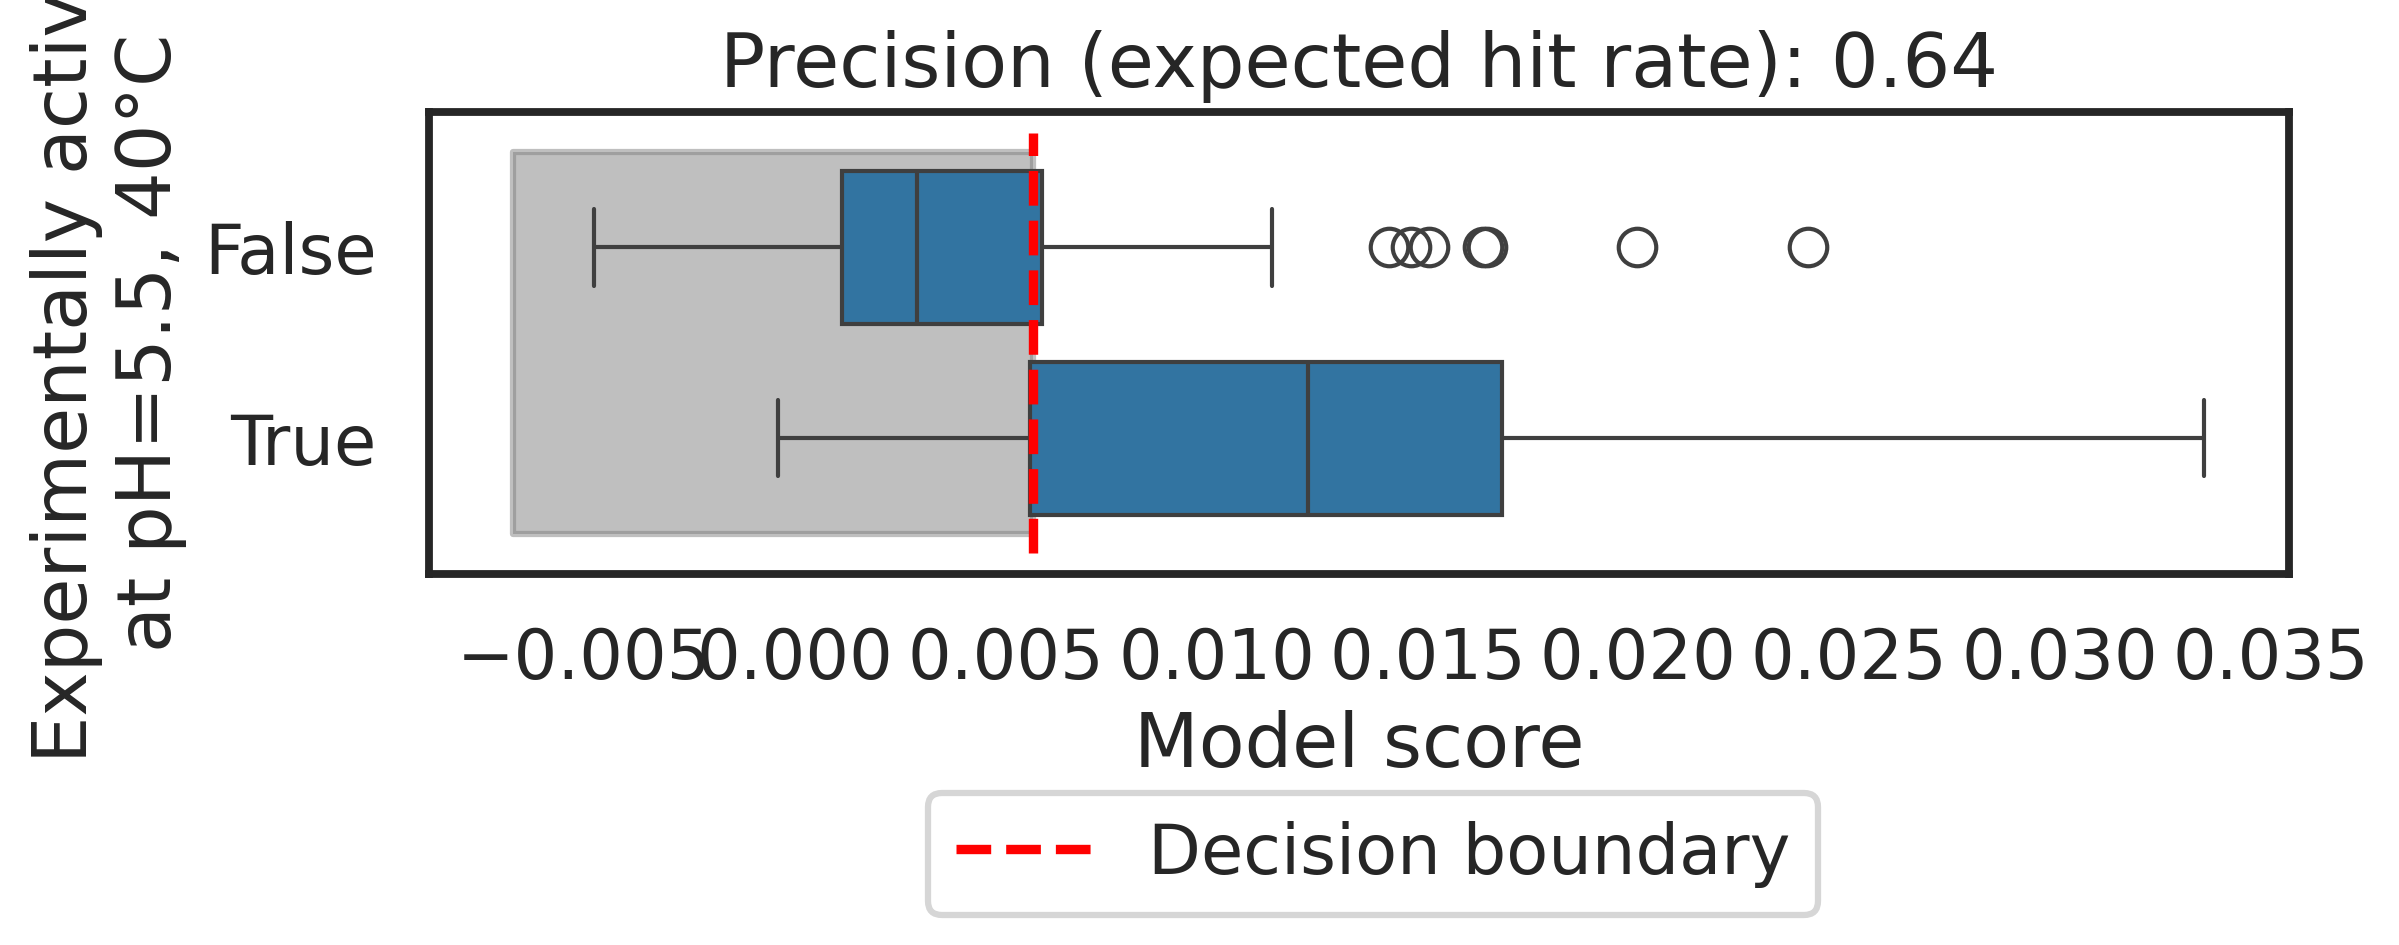 Precision (expected hit rate): 0.64
Experimentally activ
at pH=5.5, 40°C
False
True
−0.005 0.000 0.005 0.010 0.015 0.020 0.025 0.030 0.035
Model score
Decision boundary